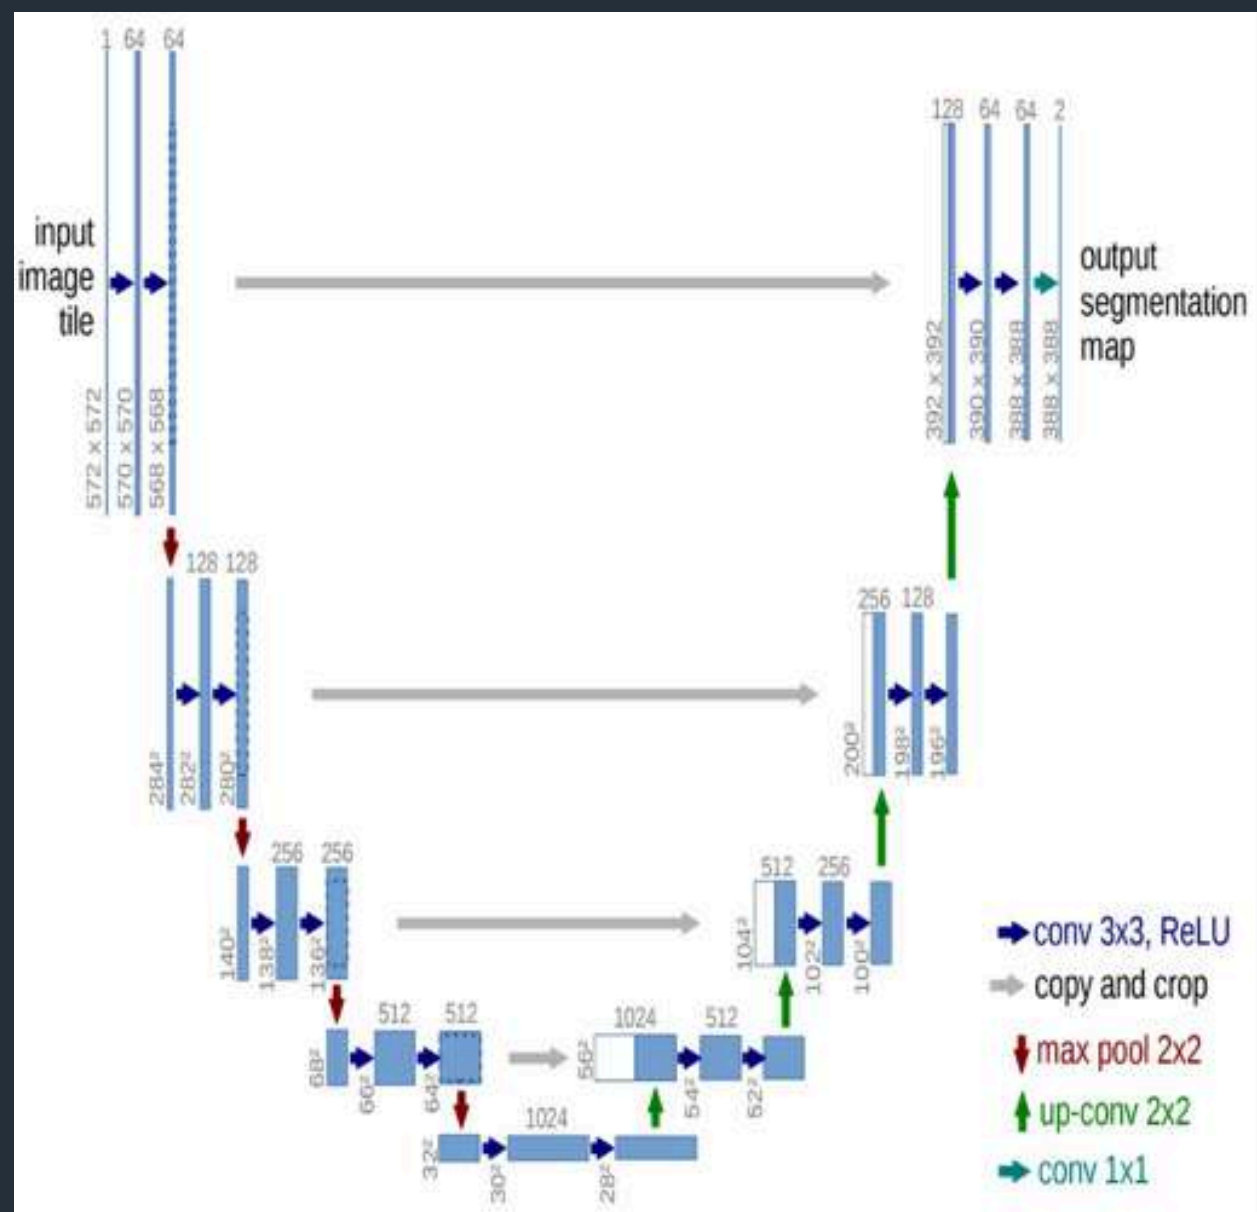 1 64 64
128 64 64 2
input
image
tile
output
segmentation
map
572 x 572
570 x 570
568 x 568
392 x 392
390 x 390
388 x 388
388 x 388
128 128
256 128
284²
282²
280²
200²
198²
196²
256 256
512 256
140²
138²
136²
104²
102²
100²
512 512
1024 512
68²
66²
64²
56²
54²
52²
1024
32²
30²
28²
conv 3x3, ReLU
copy and crop
max pool 2x2
up-conv 2x2
conv 1x1